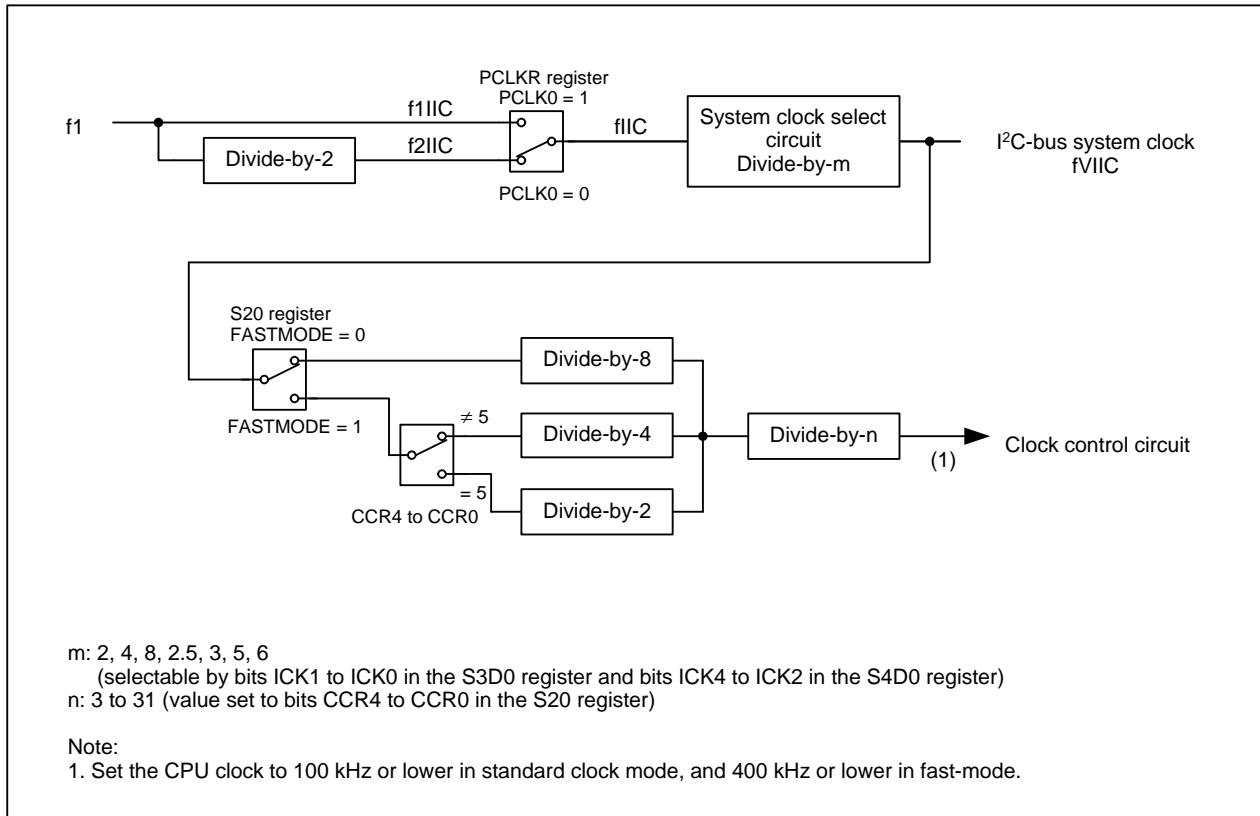 f1
f1IIC
PCLKR register
PCLK0 = 1
Divide-by-2
f2IIC
PCLK0 = 0
fIIC
System clock select
circuit
Divide-by-m
I²C-bus system clock
fVIIC
S20 register
FASTMODE = 0
FASTMODE = 1
Divide-by-8
≠ 5
Divide-by-4
= 5
CCR4 to CCR0
Divide-by-2
Divide-by-n
(1)
Clock control circuit
m: 2, 4, 8, 2.5, 3, 5, 6
(selectable by bits ICK1 to ICK0 in the S3D0 register and bits ICK4 to ICK2 in the S4D0 register)
n: 3 to 31 (value set to bits CCR4 to CCR0 in the S20 register)
Note:
1. Set the CPU clock to 100 kHz or lower in standard clock mode, and 400 kHz or lower in fast-mode.